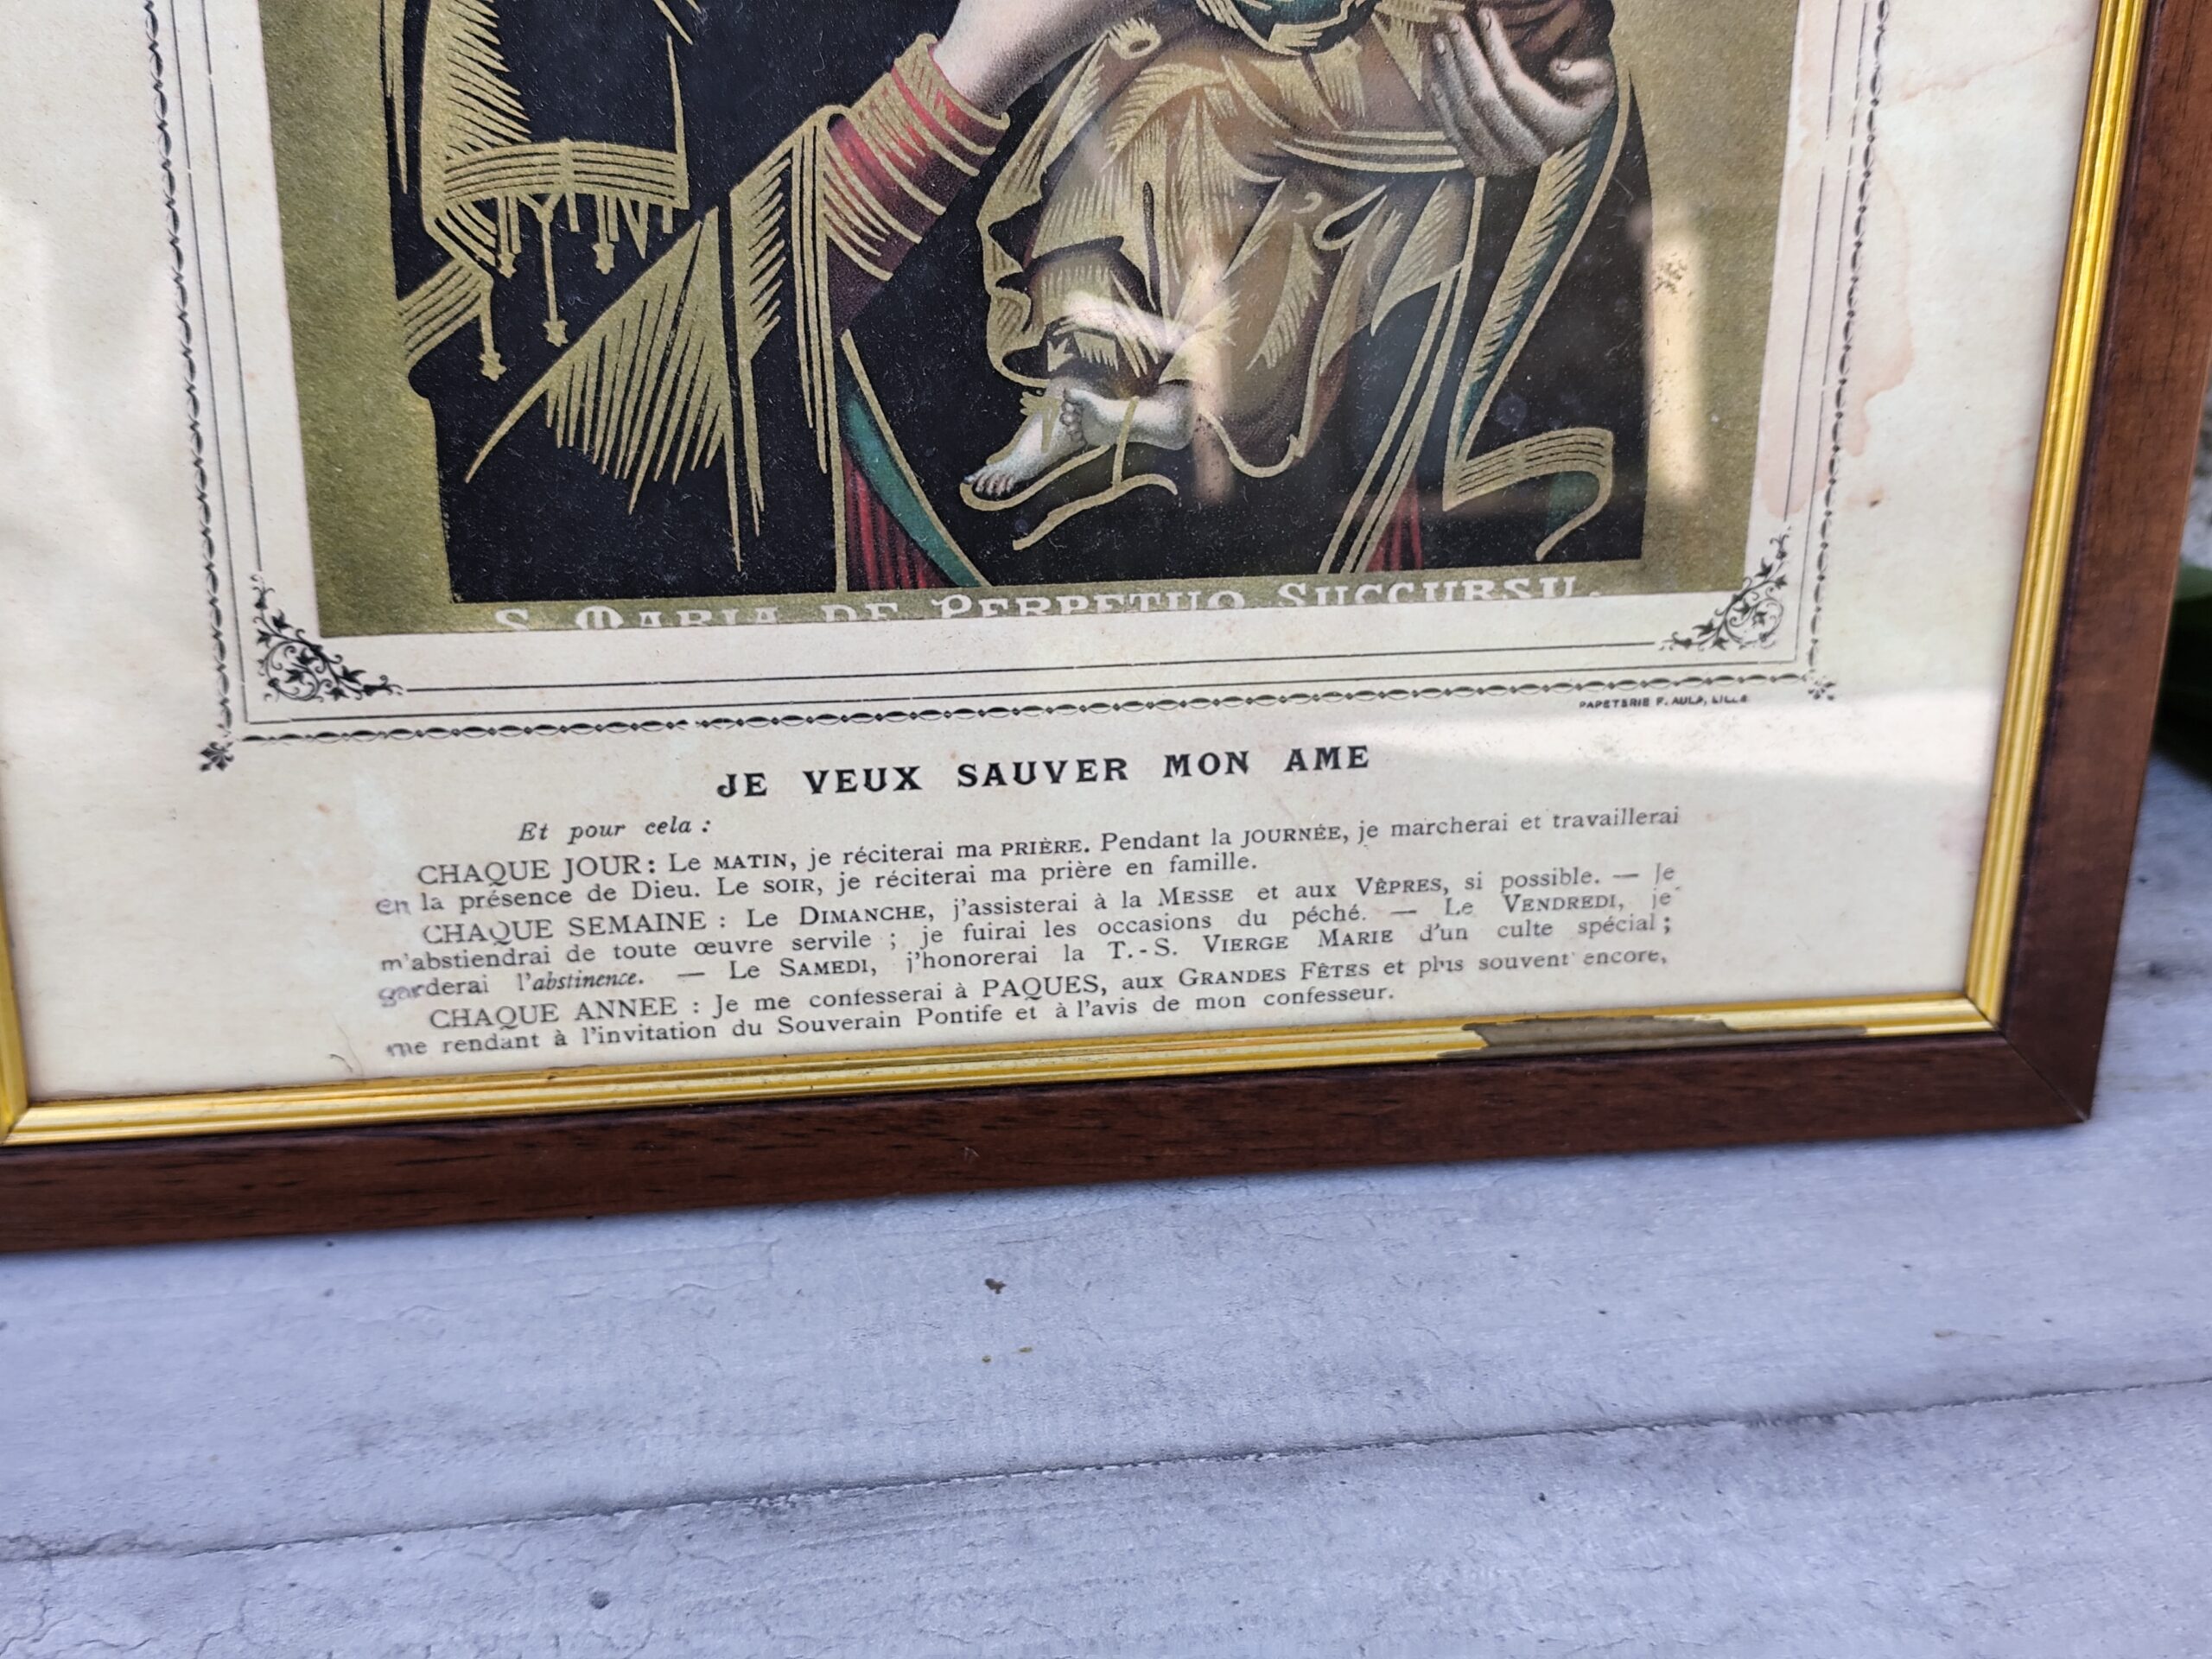 S. MARIA DE PERPETUO SUCCURSU.
PAPETERIE F. AULP, LILLE
JE VEUX SAUVER MON AME
Et pour cela :
CHAQUE JOUR : Le MATIN, je réciterai ma PRIÈRE. Pendant la JOURNÉE, je marcherai et travaillerai
en la présence de Dieu. Le SOIR, je réciterai ma prière en famille.
CHAQUE SEMAINE : Le DIMANCHE, j'assisterai à la MESSE et aux VÊPRES, si possible. — Je
m'abstiendrai de toute œuvre servile ; je fuirai les occasions du péché. — Le VENDREDI, je
garderai l'abstinence. — Le SAMEDI, j'honorerai la T.-S. VIERGE MARIE d'un culte spécial ;
CHAQUE ANNEE : Je me confesserai à PAQUES, aux GRANDES FÊTES et plus souvent encore,
me rendant à l'invitation du Souverain Pontife et à l'avis de mon confesseur.